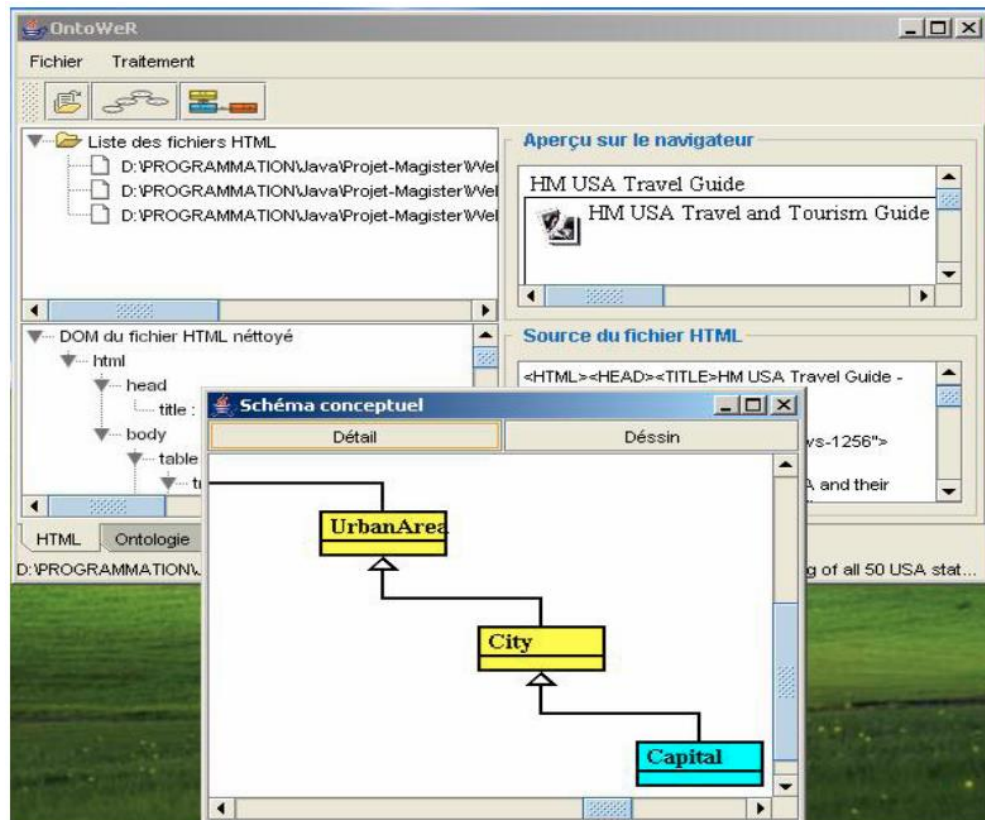 OntoWeR
Fichier Traitement
Liste des fichiers HTML
D:\PROGRAMMATION\Java\Projet-Magister\Wel
D:\PROGRAMMATION\Java\Projet-Magister\Wel
D:\PROGRAMMATION\Java\Projet-Magister\Wel
Aperçu sur le navigateur
HM USA Travel Guide
HM USA Travel and Tourism Guide
DOM du fichier HTML néttoyé
html
head
title :
body
table
tr
Source du fichier HTML
<HTML><HEAD><TITLE>HM USA Travel Guide -
vs-1256">
A and their
Schéma conceptuel
Détail Déssin
UrbanArea
City
Capital
HTML Ontologie
D:\PROGRAMMATION\
g of all 50 USA stat...